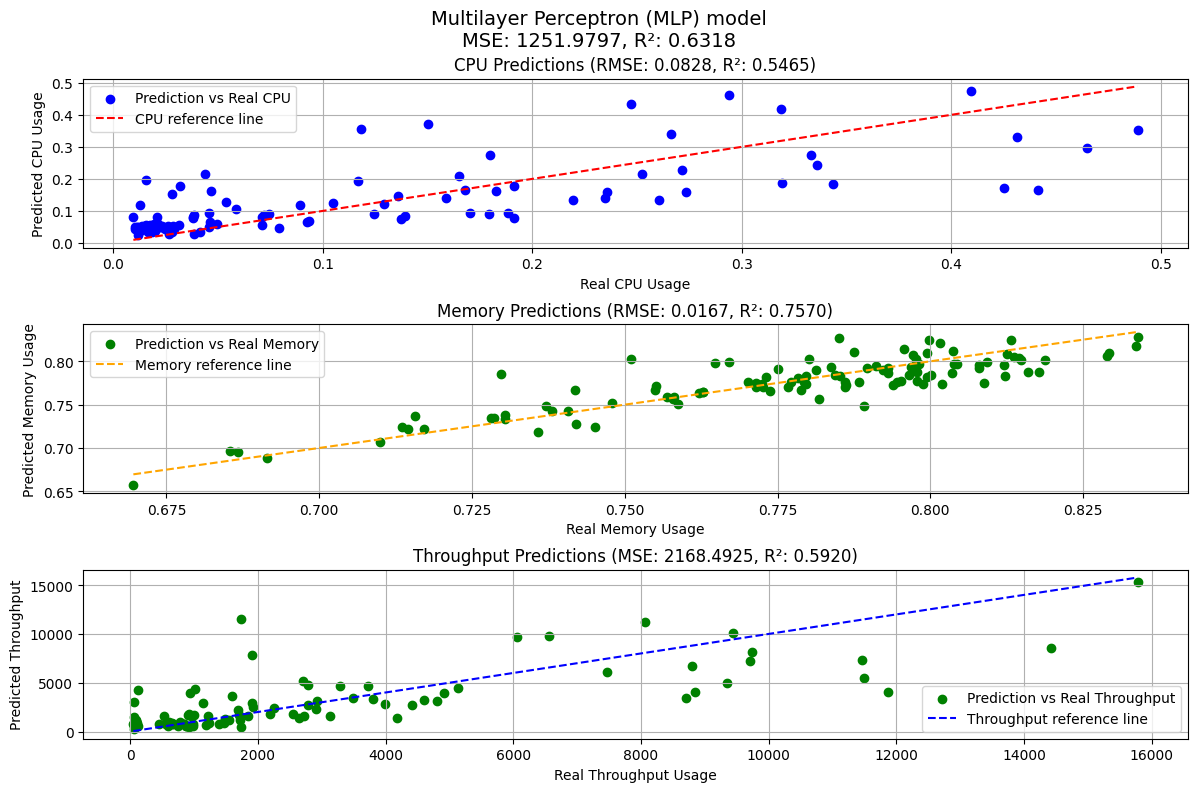 Multilayer Perceptron (MLP) model
MSE: 1251.9797, R²: 0.6318
CPU Predictions (RMSE: 0.0828, R²: 0.5465)
Predicted CPU Usage
0.5
0.4
0.3
0.2
0.1
0.0
Prediction vs Real CPU
CPU reference line
0.0 0.1 0.2 0.3 0.4 0.5
Real CPU Usage
Memory Predictions (RMSE: 0.0167, R²: 0.7570)
Predicted Memory Usage
0.80
0.75
0.70
0.65
Prediction vs Real Memory
Memory reference line
0.675 0.700 0.725 0.750 0.775 0.800 0.825
Real Memory Usage
Throughput Predictions (MSE: 2168.4925, R²: 0.5920)
Predicted Throughput
15000
10000
5000
0
Prediction vs Real Throughput
Throughput reference line
0 2000 4000 6000 8000 10000 12000 14000 16000
Real Throughput Usage